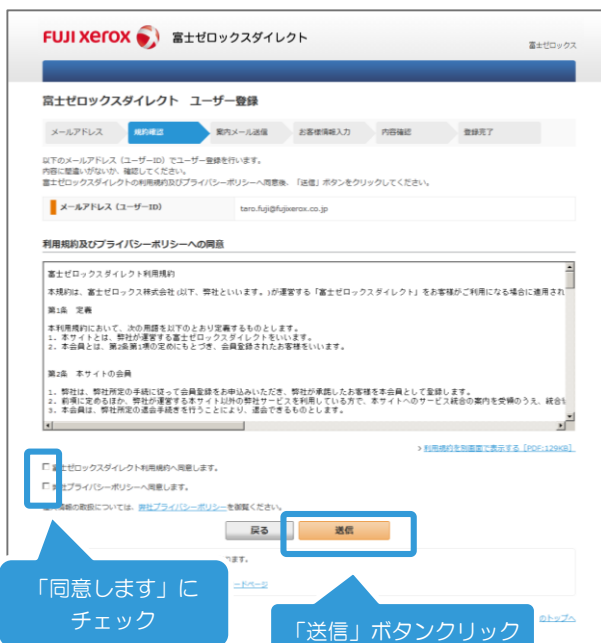 FUJI xerox 富士ゼロックスダイレクト
富士ゼロックス
富士ゼロックスダイレクト ユーザー登録
メールアドレス 規約確認 案内メール送信 お客様情報入力 内容確認 登録完了
以下のメールアドレス（ユーザーID）でユーザー登録を行います。
内容に間違いがないか、確認してください。
富士ゼロックスダイレクトの利用規約及びプライバシーポリシーへ同意後、「送信」ボタンをクリックしてください。
メールアドレス（ユーザーID） taro.fuji@fujixerox.co.jp
利用規約及びプライバシーポリシーへの同意
富士ゼロックスダイレクト利用規約
本規約は、富士ゼロックス株式会社(以下、弊社といいます。)が運営する「富士ゼロックスダイレクト」をお客様がご利用になる場合に適用され
第1条 定義
本利用規約において、次の用語を以下のとおり定義するものとします。
1. 本サイトとは、弊社が運営する富士ゼロックスダイレクトをいいます。
2. 本会員とは、第2条第1項の定めにもとづき、会員登録されたお客様をいいます。
第2条 本サイトの会員
1. 弊社は、弊社所定の手続に従って会員登録をお申込みいただき、弊社が承諾したお客様を本会員として登録します。
2. 前項に定めるほか、弊社が運営する本サイト以外の弊社サービスを利用している方で、本サイトへのサービス統合の案内を受領のうえ、統合
3. 本会員は、弊社所定の退会手続きを行うことにより、退会できるものとします。
> 利用規約を別画面で表示する [PDF:129KB]
士ゼロックスダイレクト利用規約へ同意します。
社プライバシーポリシーへ同意します。
情報の取扱については、弊社プライバシーポリシーを御覧ください。
戻る 送信
ます。
ードページ
「同意します」に
チェック
のトップへ
「送信」ボタンクリック